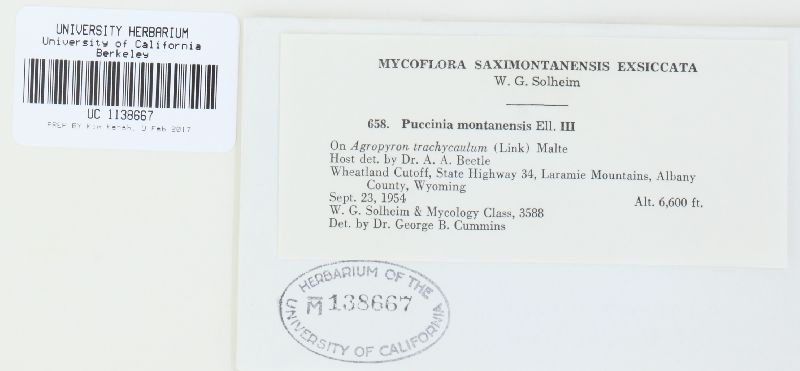 UNIVERSITY HERBARIUM
University of California
Berkeley
UC 1138667
PREP BY Kim Kersh, 9 Feb 2017
MYCOFLORA SAXIMONTANENSIS EXSICCATA
W. G. Solheim
658. Puccinia montanensis Ell. III
On Agropyron trachycaulum (Link) Malte
Host det. by Dr. A. A. Beetle
Wheatland Cutoff, State Highway 34, Laramie Mountains, Albany
County, Wyoming
Sept. 23, 1954 Alt. 6,600 ft.
W. G. Solheim & Mycology Class, 3588
Det. by Dr. George B. Cummins
HERBARIUM OF THE
M 138667
UNIVERSITY OF CALIFORNIA